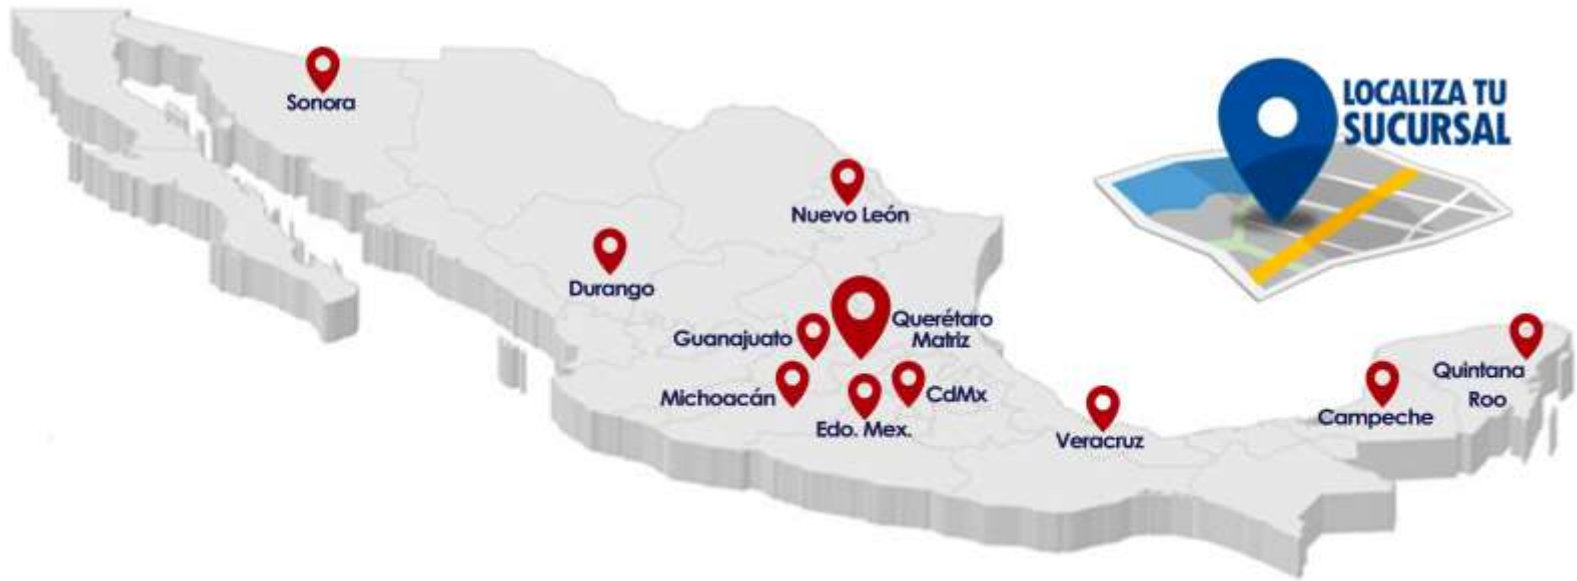 Sonora
LOCALIZA TU
SUCURSAL
Nuevo León
Durango
Querétaro
Matriz
Guanajuato
Michoacán
CdMx
Edo. Mex.
Veracruz
Campeche
Quintana
Roo